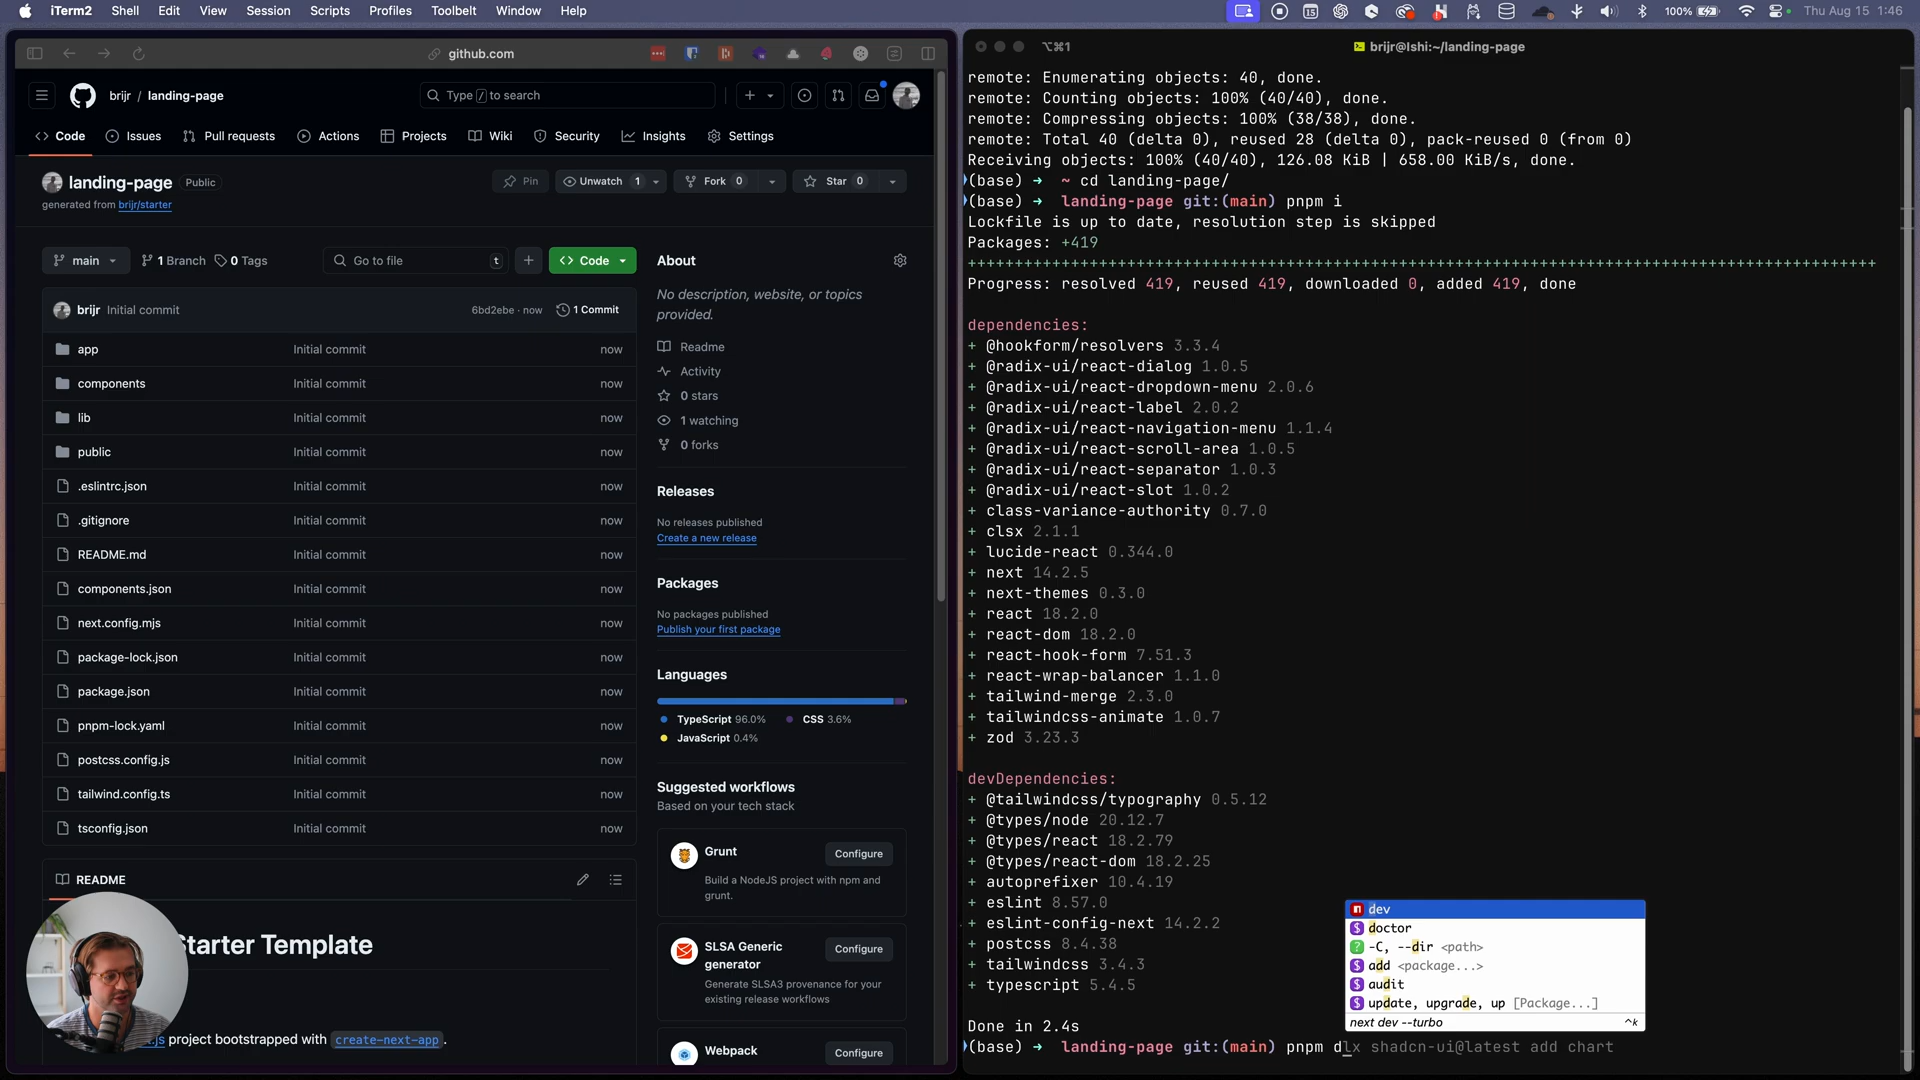 iTerm2 Shell Edit View Session Scripts Profiles Toolbelt Window Help
15
100%
Thu Aug 15 1:46
github.com
brijr / landing-page
Type / to search
Code
Issues
Pull requests
Actions
Projects
Wiki
Security
Insights
Settings
landing-page Public
generated from brijr/starter
Pin
Unwatch 1
Fork 0
Star 0
main
1 Branch
0 Tags
Go to file t
Code
brijr Initial commit 6bd2ebe · now 1 Commit
app Initial commit now
components Initial commit now
lib Initial commit now
public Initial commit now
.eslintrc.json Initial commit now
.gitignore Initial commit now
README.md Initial commit now
components.json Initial commit now
next.config.mjs Initial commit now
package-lock.json Initial commit now
package.json Initial commit now
pnpm-lock.yaml Initial commit now
postcss.config.js Initial commit now
tailwind.config.ts Initial commit now
tsconfig.json Initial commit now
README
Starter Template
project bootstrapped with create-next-app.
About
No description, website, or topics
provided.
Readme
Activity
0 stars
1 watching
0 forks
Releases
No releases published
Create a new release
Packages
No packages published
Publish your first package
Languages
TypeScript 96.0% CSS 3.6%
JavaScript 0.4%
Suggested workflows
Based on your tech stack
Grunt Configure
Build a NodeJS project with npm and
grunt.
SLSA Generic
generator
Configure
Generate SLSA3 provenance for your
existing release workflows
Webpack Configure
⌥⌘1
brijr@lshi:~/landing-page
remote: Enumerating objects: 40, done.
remote: Counting objects: 100% (40/40), done.
remote: Compressing objects: 100% (38/38), done.
remote: Total 40 (delta 0), reused 28 (delta 0), pack-reused 0 (from 0)
Receiving objects: 100% (40/40), 126.08 KiB | 658.00 KiB/s, done.
(base) ➜ ~ cd landing-page/
(base) ➜ landing-page git:(main) pnpm i
Lockfile is up to date, resolution step is skipped
Packages: +419
+++++++++++++++++++++++++++++++++++++++++++++++++++++++++++++++++++++++++++++++++++++++++++++++++
Progress: resolved 419, reused 419, downloaded 0, added 419, done
dependencies:
+ @hookform/resolvers 3.3.4
+ @radix-ui/react-dialog 1.0.5
+ @radix-ui/react-dropdown-menu 2.0.6
+ @radix-ui/react-label 2.0.2
+ @radix-ui/react-navigation-menu 1.1.4
+ @radix-ui/react-scroll-area 1.0.5
+ @radix-ui/react-separator 1.0.3
+ @radix-ui/react-slot 1.0.2
+ class-variance-authority 0.7.0
+ clsx 2.1.1
+ lucide-react 0.344.0
+ next 14.2.5
+ next-themes 0.3.0
+ react 18.2.0
+ react-dom 18.2.0
+ react-hook-form 7.51.3
+ react-wrap-balancer 1.1.0
+ tailwind-merge 2.3.0
+ tailwindcss-animate 1.0.7
+ zod 3.23.3
devDependencies:
+ @tailwindcss/typography 0.5.12
+ @types/node 20.12.7
+ @types/react 18.2.79
+ @types/react-dom 18.2.25
+ autoprefixer 10.4.19
+ eslint 8.57.0
+ eslint-config-next 14.2.2
+ postcss 8.4.38
+ tailwindcss 3.4.3
+ typescript 5.4.5
Done in 2.4s
(base) ➜ landing-page git:(main) pnpm dlx shadcn-ui@latest add chart
dev
$ doctor
? -C, --dir <path>
$ add <package...>
$ audit
$ update, upgrade, up [Package...]
next dev --turbo ^k